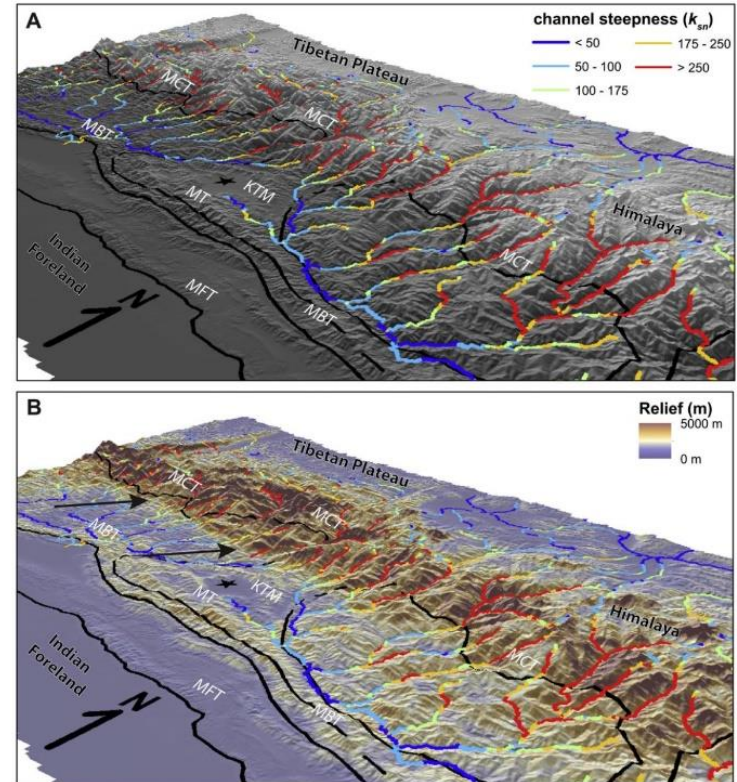 A
channel steepness (ksn)
< 50
175 - 250
50 - 100
> 250
100 - 175
Tibetan Plateau
MCT
MCT
MBT
KTM
MT
Himalaya
MCT
Indian
Foreland
N
MFT
MBT
B
Relief (m)
5000 m
0 m
Tibetan Plateau
MCT
MCT
MBT
KTM
MT
Himalaya
MCT
Indian
Foreland
N
MFT
MBT